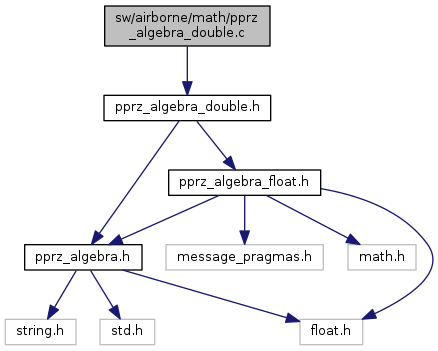 sw/airborne/math/pprz
_algebra_double.c
pprz_algebra_double.h
pprz_algebra_float.h
pprz_algebra.h
message_pragmas.h
math.h
string.h
std.h
float.h